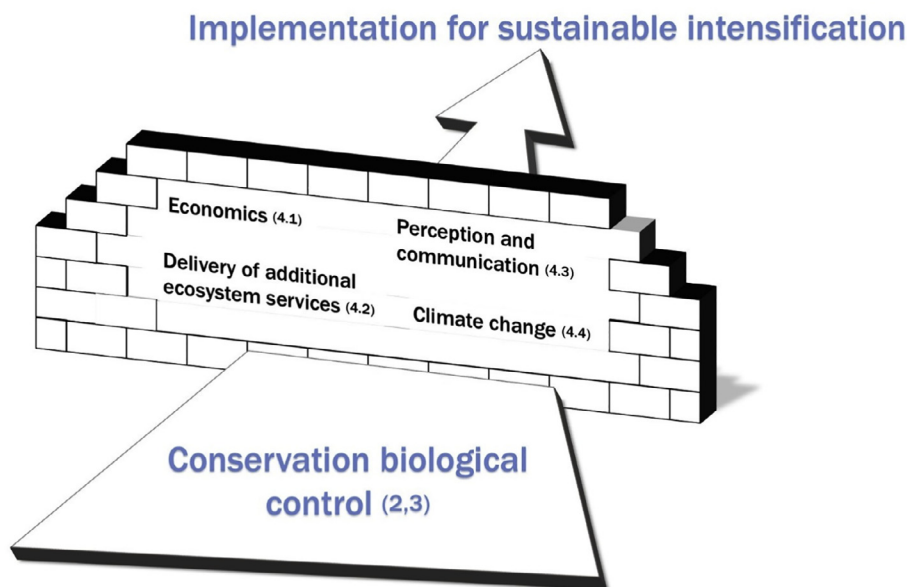 Implementation for sustainable intensification
Economics (4.1)
Perception and
communication (4.3)
Delivery of additional
ecosystem services (4.2)
Climate change (4.4)
Conservation biological
control (2,3)